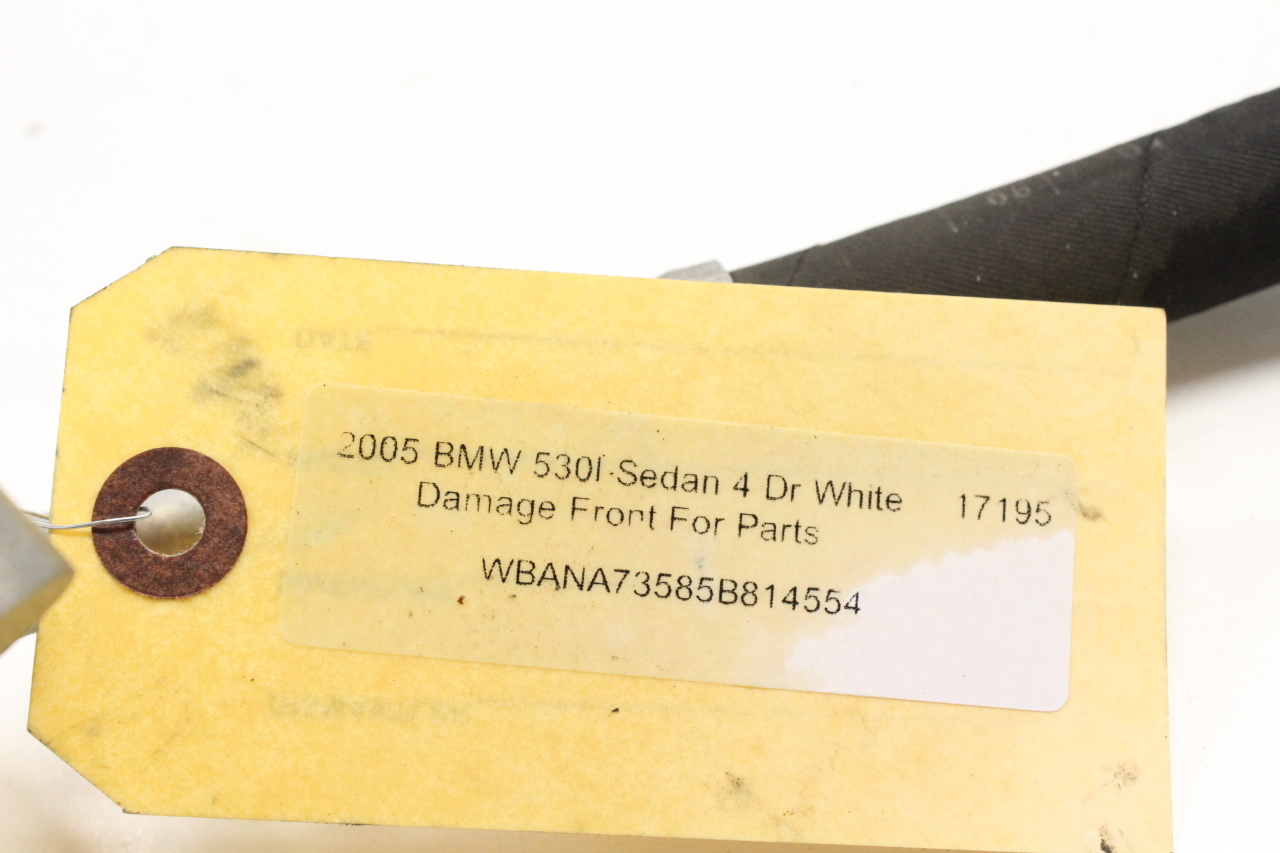 2005 BMW 530I-Sedan 4 Dr White 17195
Damage Front For Parts
WBANA73585B814554